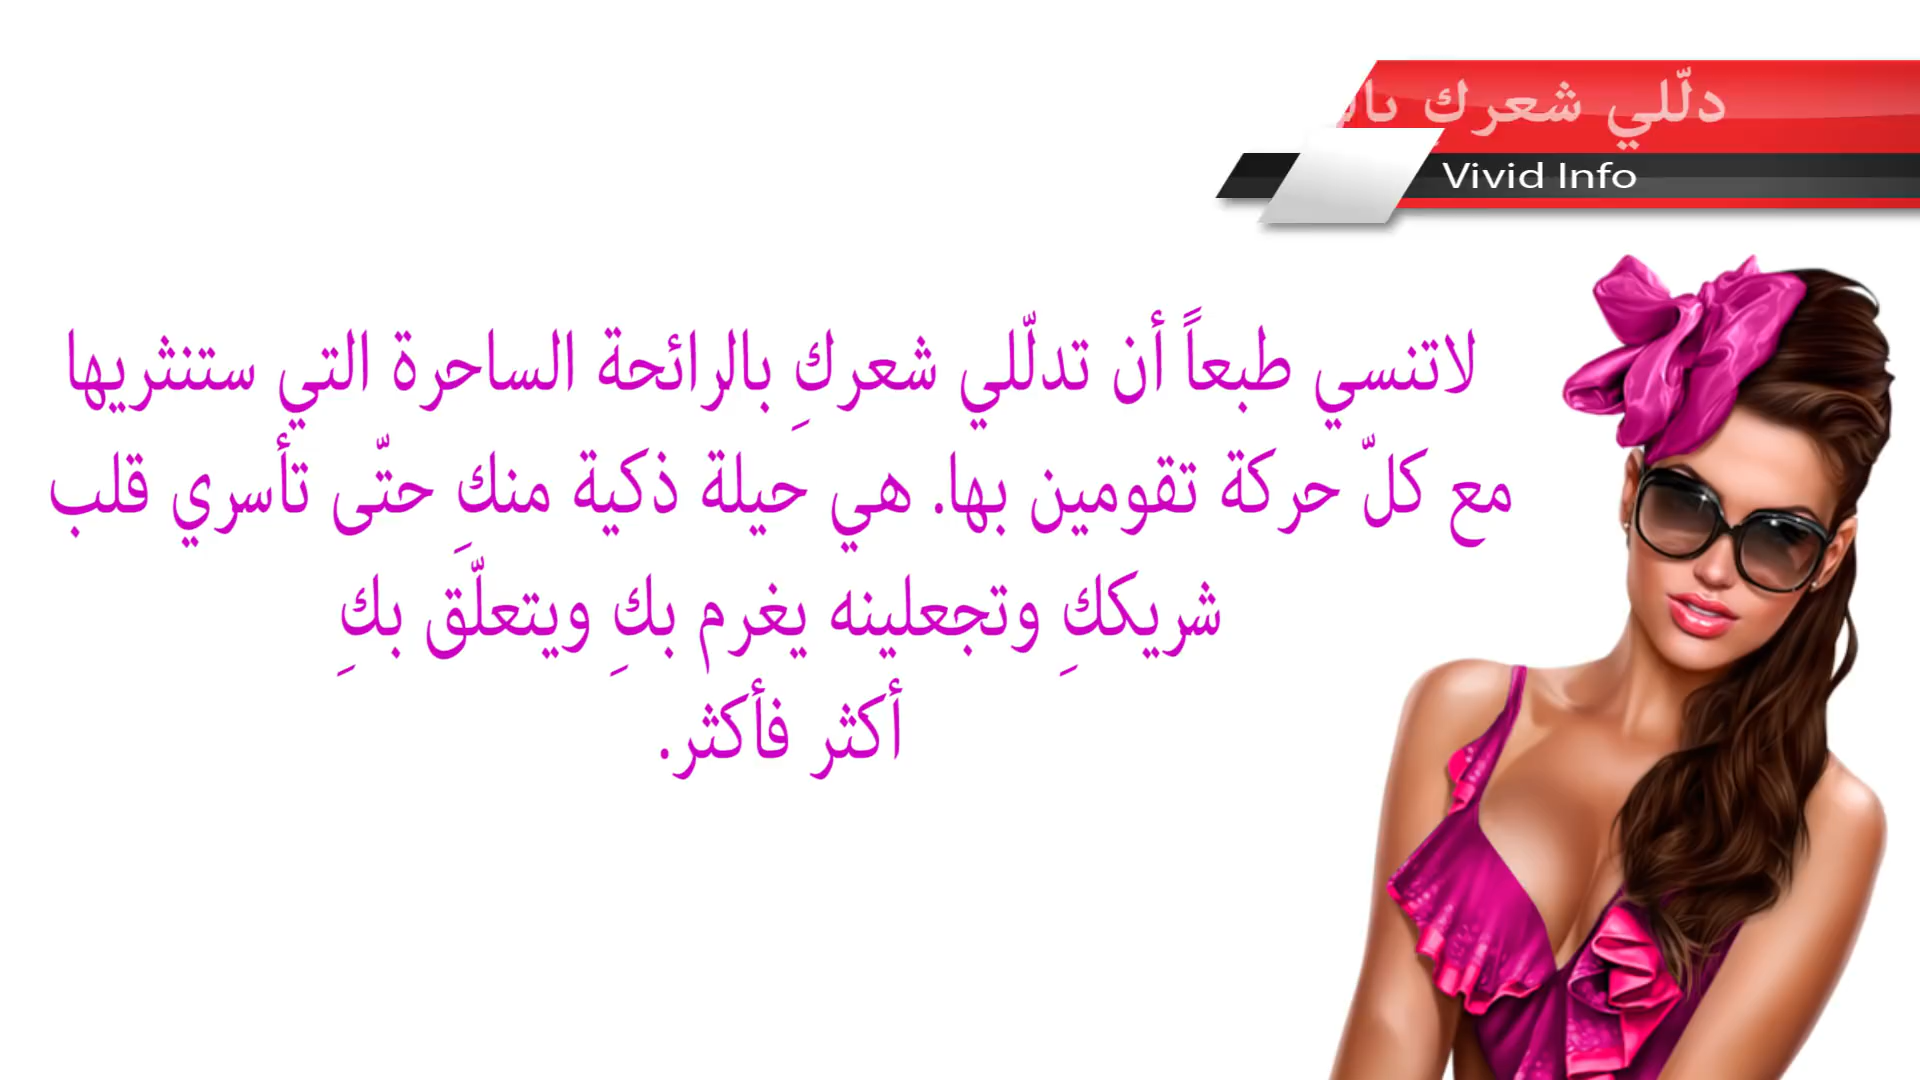 دلّلي شعركِ
Vivid Info
لاتنسي طبعاً أن تدلّلي شعركِ بالرائحة الساحرة التي ستنثريها
مع كلّ حركة تقومين بها. هي حيلة ذكية منكِ حتّى تأسري قلب
شريككِ وتجعلينه يغرم بكِ ويتعلّق بكِ
أكثر فأكثر.